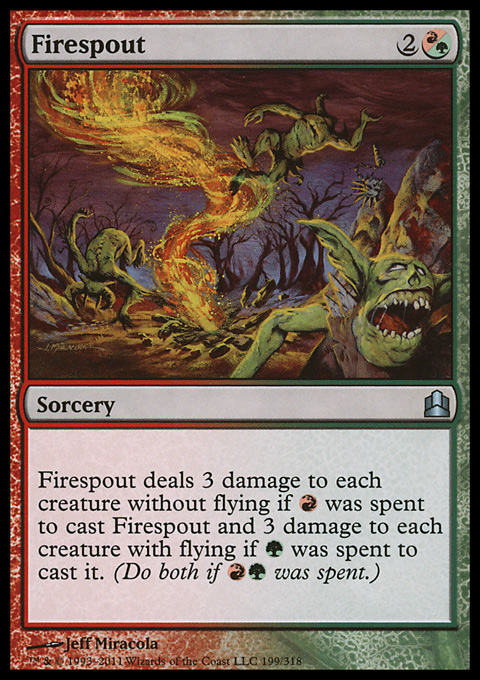 Firespout 2
Sorcery
Firespout deals 3 damage to each
creature without flying if was spent
to cast Firespout and 3 damage to each
creature with flying if was spent to
cast it. (Do both if was spent.)
Jeff Miracola
™ & © 1993-2011 Wizards of the Coast LLC 199/318